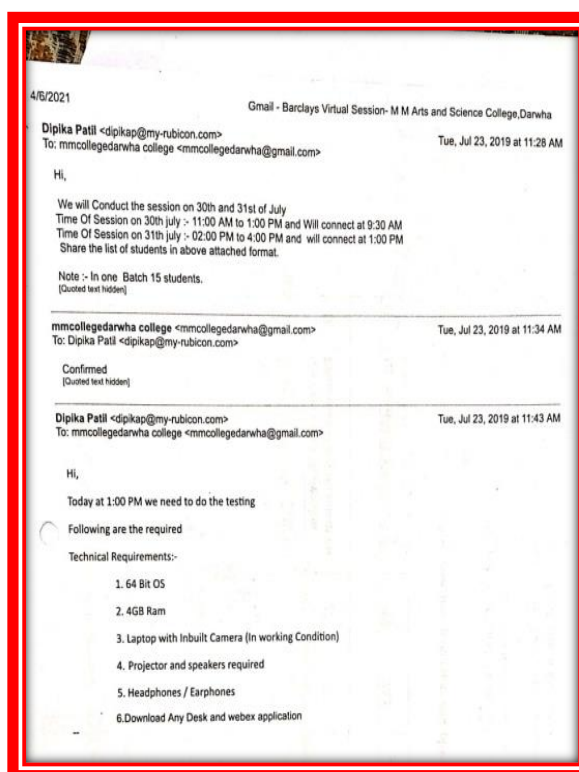 4/6/2021
Gmail - Barclays Virtual Session- M M Arts and Science College,Darwha
Dipika Patil <dipikap@my-rubicon.com>
Tue, Jul 23, 2019 at 11:28 AM
To: mmcollegedarwha college <mmcollegedarwha@gmail.com>
Hi,
We will Conduct the session on 30th and 31st of July
Time Of Session on 30th july :- 11:00 AM to 1:00 PM and Will connect at 9:30 AM
Time Of Session on 31th july :- 02:00 PM to 4:00 PM and will connect at 1:00 PM
Share the list of students in above attached format.
Note :- In one Batch 15 students.
[Quoted text hidden]
mmcollegedarwha college <mmcollegedarwha@gmail.com>
Tue, Jul 23, 2019 at 11:34 AM
To: Dipika Patil <dipikap@my-rubicon.com>
Confirmed
[Quoted text hidden]
Dipika Patil <dipikap@my-rubicon.com>
Tue, Jul 23, 2019 at 11:43 AM
To: mmcollegedarwha college <mmcollegedarwha@gmail.com>
Hi,
Today at 1:00 PM we need to do the testing
Following are the required
Technical Requirements:-
1. 64 Bit OS
2. 4GB Ram
3. Laptop with Inbuilt Camera (In working Condition)
4. Projector and speakers required
5. Headphones / Earphones
6.Download Any Desk and webex application